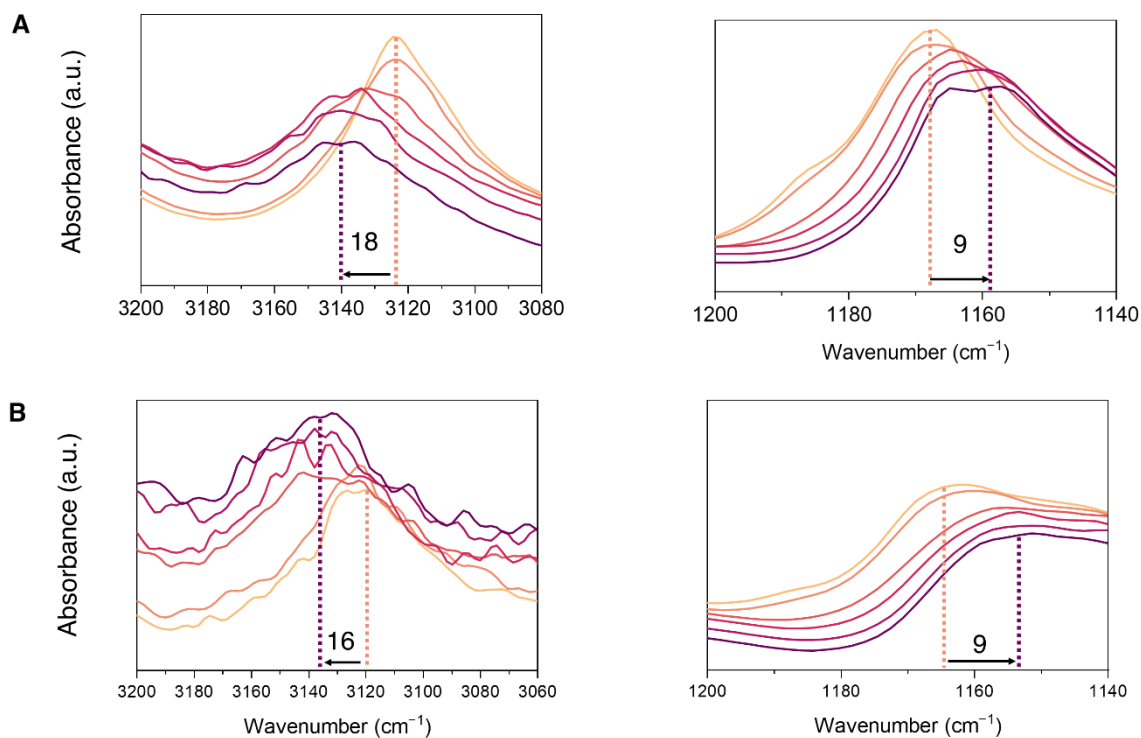 A
Absorbance (a.u.)
18
3200 3180 3160 3140 3120 3100 3080
9
1200 1180 1160 1140
Wavenumber (cm⁻¹)
B
Absorbance (a.u.)
16
3200 3180 3160 3140 3120 3100 3080 3060
Wavenumber (cm⁻¹)
9
1200 1180 1160 1140
Wavenumber (cm⁻¹)